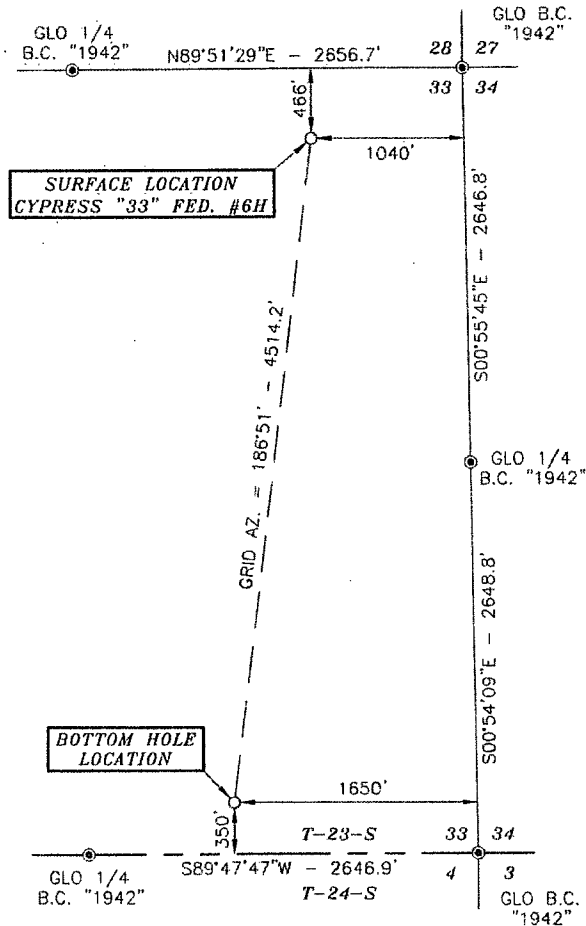 GLO B.C.
"1942"
GLO 1/4
B.C. "1942"
N89°51'29"E - 2656.7'
28 27
33 34
466'
1040'
SURFACE LOCATION
CYPRESS "33" FED. #6H
S00°55'45"E - 2646.8'
GRID AZ. = 186°51' - 4514.2'
GLO 1/4
B.C. "1942"
S00°54'09"E - 2648.8'
BOTTOM HOLE
LOCATION
1650'
350'
T-23-S
33 34
S89°47'47"W - 2646.9'
4 3
GLO 1/4
B.C. "1942"
T-24-S
GLO B.C.
"1942"